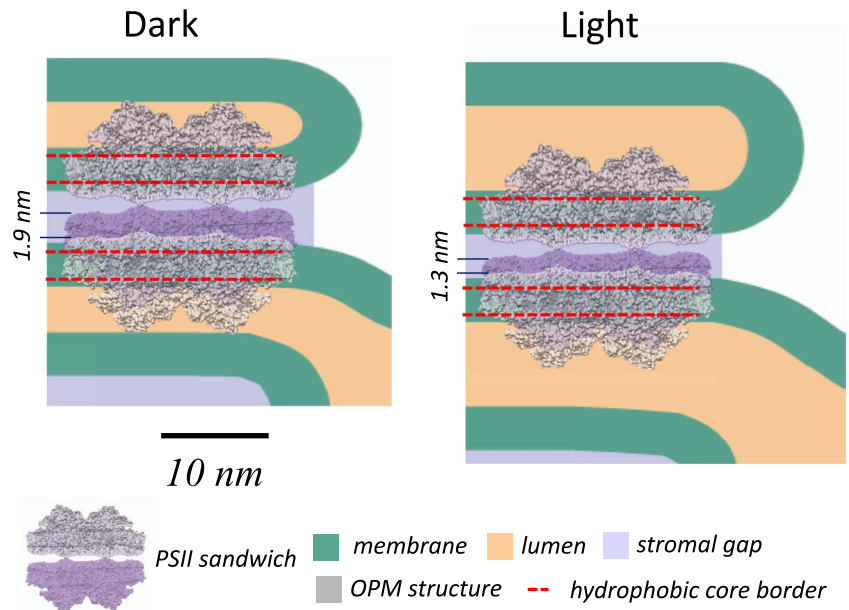 Dark
Light
1.9 nm
1.3 nm
10 nm
PSII sandwich
membrane
lumen
stromal gap
OPM structure
hydrophobic core border